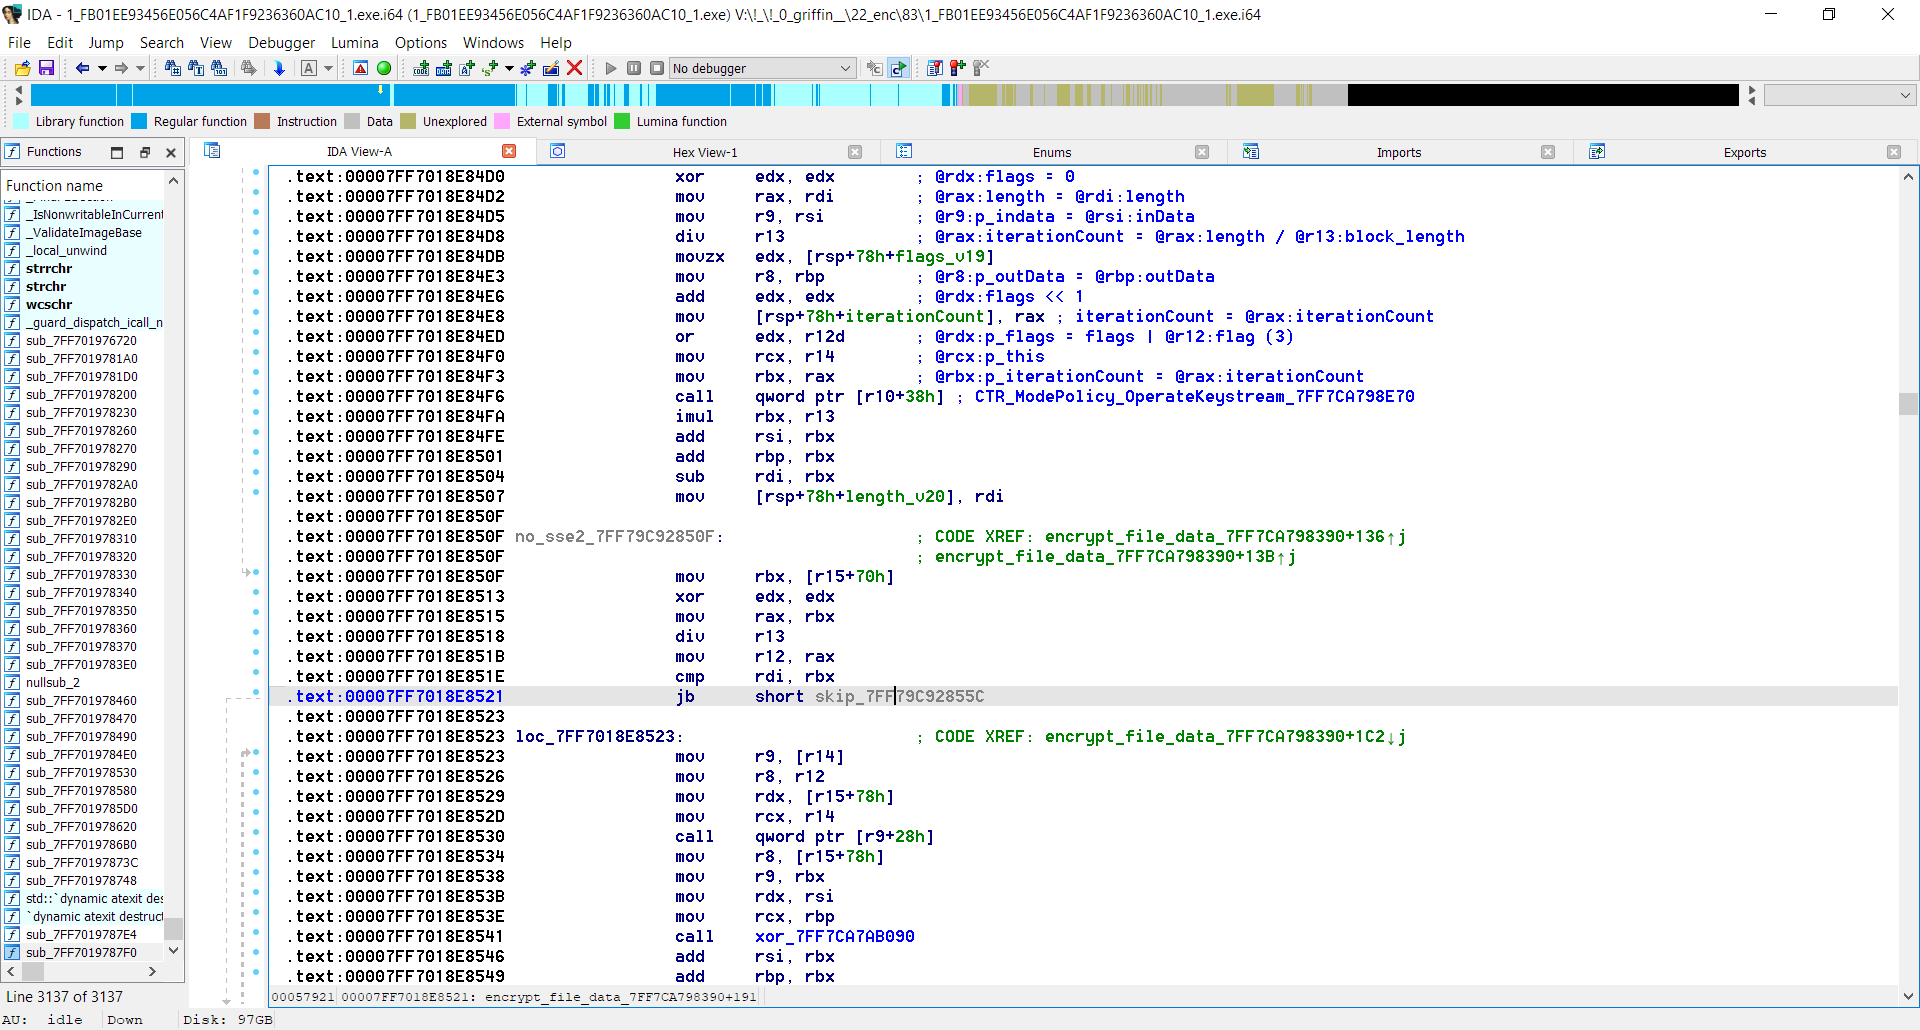 IDA - 1_FB01EE93456E056C4AF1F9236360AC10_1.exe.i64 (1_FB01EE93456E056C4AF1F9236360AC10_1.exe) V:\!_\!_0_griffin__\22_enc\83\1_FB01EE93456E056C4AF1F9236360AC10_1.exe.i64
File Edit Jump Search View Debugger Lumina Options Windows Help
No debugger
Library function Regular function Instruction Data Unexplored External symbol Lumina function
Functions IDA View-A Hex View-1 Enums Imports Exports
Function name
_IsNonwritableInCurrent
_ValidateImageBase
_local_unwind
strrchr
strchr
wcschr
_guard_dispatch_icall_n
sub_7FF701976720
sub_7FF7019781A0
sub_7FF7019781D0
sub_7FF701978200
sub_7FF701978230
sub_7FF701978260
sub_7FF701978270
sub_7FF701978290
sub_7FF7019782A0
sub_7FF7019782B0
sub_7FF7019782E0
sub_7FF701978310
sub_7FF701978320
sub_7FF701978330
sub_7FF701978340
sub_7FF701978350
sub_7FF701978360
sub_7FF701978370
sub_7FF7019783E0
nullsub_2
sub_7FF701978460
sub_7FF701978470
sub_7FF701978490
sub_7FF7019784E0
sub_7FF701978530
sub_7FF701978580
sub_7FF7019785D0
sub_7FF701978620
sub_7FF7019786B0
sub_7FF70197873C
sub_7FF701978748
std::`dynamic atexit des
`dynamic atexit destruct
sub_7FF7019787E4
sub_7FF7019787F0
Line 3137 of 3137
.text:00007FF7018E84D0 xor edx, edx ; @rdx:flags = 0
.text:00007FF7018E84D2 mov rax, rdi ; @rax:length = @rdi:length
.text:00007FF7018E84D5 mov r9, rsi ; @r9:p_indata = @rsi:inData
.text:00007FF7018E84D8 div r13 ; @rax:iterationCount = @rax:length / @r13:block_length
.text:00007FF7018E84DB movzx edx, [rsp+78h+flags_v19]
.text:00007FF7018E84E3 mov r8, rbp ; @r8:p_outData = @rbp:outData
.text:00007FF7018E84E6 add edx, edx ; @rdx:flags << 1
.text:00007FF7018E84E8 mov [rsp+78h+iterationCount], rax ; iterationCount = @rax:iterationCount
.text:00007FF7018E84ED or edx, r12d ; @rdx:p_flags = flags | @r12:flag (3)
.text:00007FF7018E84F0 mov rcx, r14 ; @rcx:p_this
.text:00007FF7018E84F3 mov rbx, rax ; @rbx:p_iterationCount = @rax:iterationCount
.text:00007FF7018E84F6 call qword ptr [r10+38h] ; CTR_ModePolicy_OperateKeystream_7FF7CA798E70
.text:00007FF7018E84FA imul rbx, r13
.text:00007FF7018E84FE add rsi, rbx
.text:00007FF7018E8501 add rbp, rbx
.text:00007FF7018E8504 sub rdi, rbx
.text:00007FF7018E8507 mov [rsp+78h+length_v20], rdi
.text:00007FF7018E850F
.text:00007FF7018E850F no_sse2_7FF79C92850F: ; CODE XREF: encrypt_file_data_7FF7CA798390+136↑j
.text:00007FF7018E850F ; encrypt_file_data_7FF7CA798390+13B↑j
.text:00007FF7018E850F mov rbx, [r15+70h]
.text:00007FF7018E8513 xor edx, edx
.text:00007FF7018E8515 mov rax, rbx
.text:00007FF7018E8518 div r13
.text:00007FF7018E851B mov r12, rax
.text:00007FF7018E851E cmp rdi, rbx
.text:00007FF7018E8521 jb short skip_7FF79C92855C
.text:00007FF7018E8523
.text:00007FF7018E8523 loc_7FF7018E8523: ; CODE XREF: encrypt_file_data_7FF7CA798390+1C2↓j
.text:00007FF7018E8523 mov r9, [r14]
.text:00007FF7018E8526 mov r8, r12
.text:00007FF7018E8529 mov rdx, [r15+78h]
.text:00007FF7018E852D mov rcx, r14
.text:00007FF7018E8530 call qword ptr [r9+28h]
.text:00007FF7018E8534 mov r8, [r15+78h]
.text:00007FF7018E8538 mov r9, rbx
.text:00007FF7018E853B mov rdx, rsi
.text:00007FF7018E853E mov rcx, rbp
.text:00007FF7018E8541 call xor_7FF7CA7AB090
.text:00007FF7018E8546 add rsi, rbx
.text:00007FF7018E8549 add rbp, rbx
00057921 00007FF7018E8521: encrypt_file_data_7FF7CA798390+191
AU: idle Down Disk: 97GB